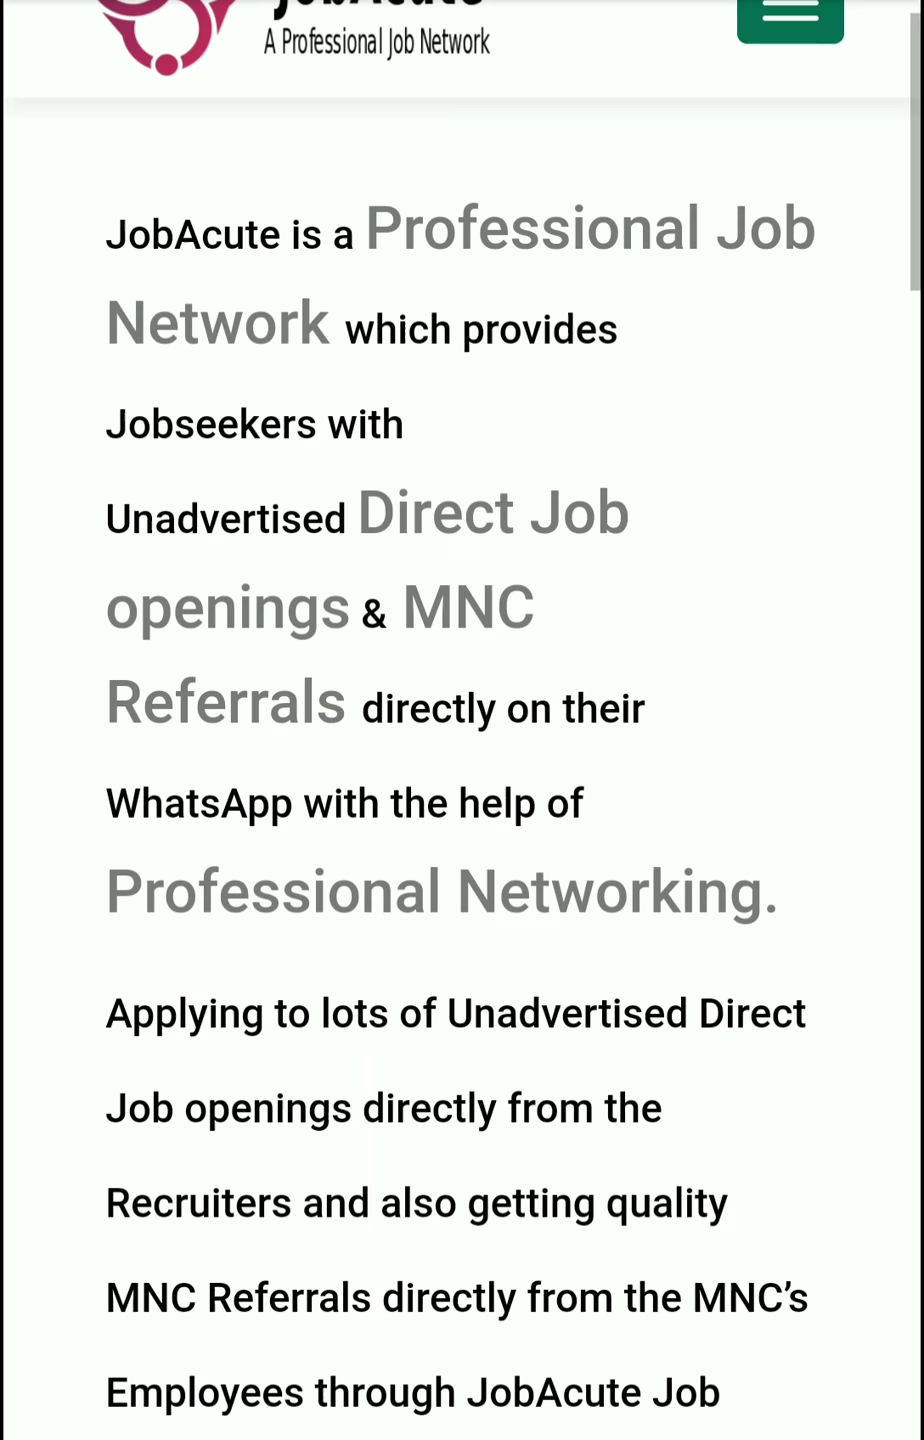 JobAcute
A Professional Job Network
JobAcute is a Professional Job
Network which provides
Jobseekers with
Unadvertised Direct Job
openings & MNC
Referrals directly on their
WhatsApp with the help of
Professional Networking.
Applying to lots of Unadvertised Direct
Job openings directly from the
Recruiters and also getting quality
MNC Referrals directly from the MNC’s
Employees through JobAcute Job